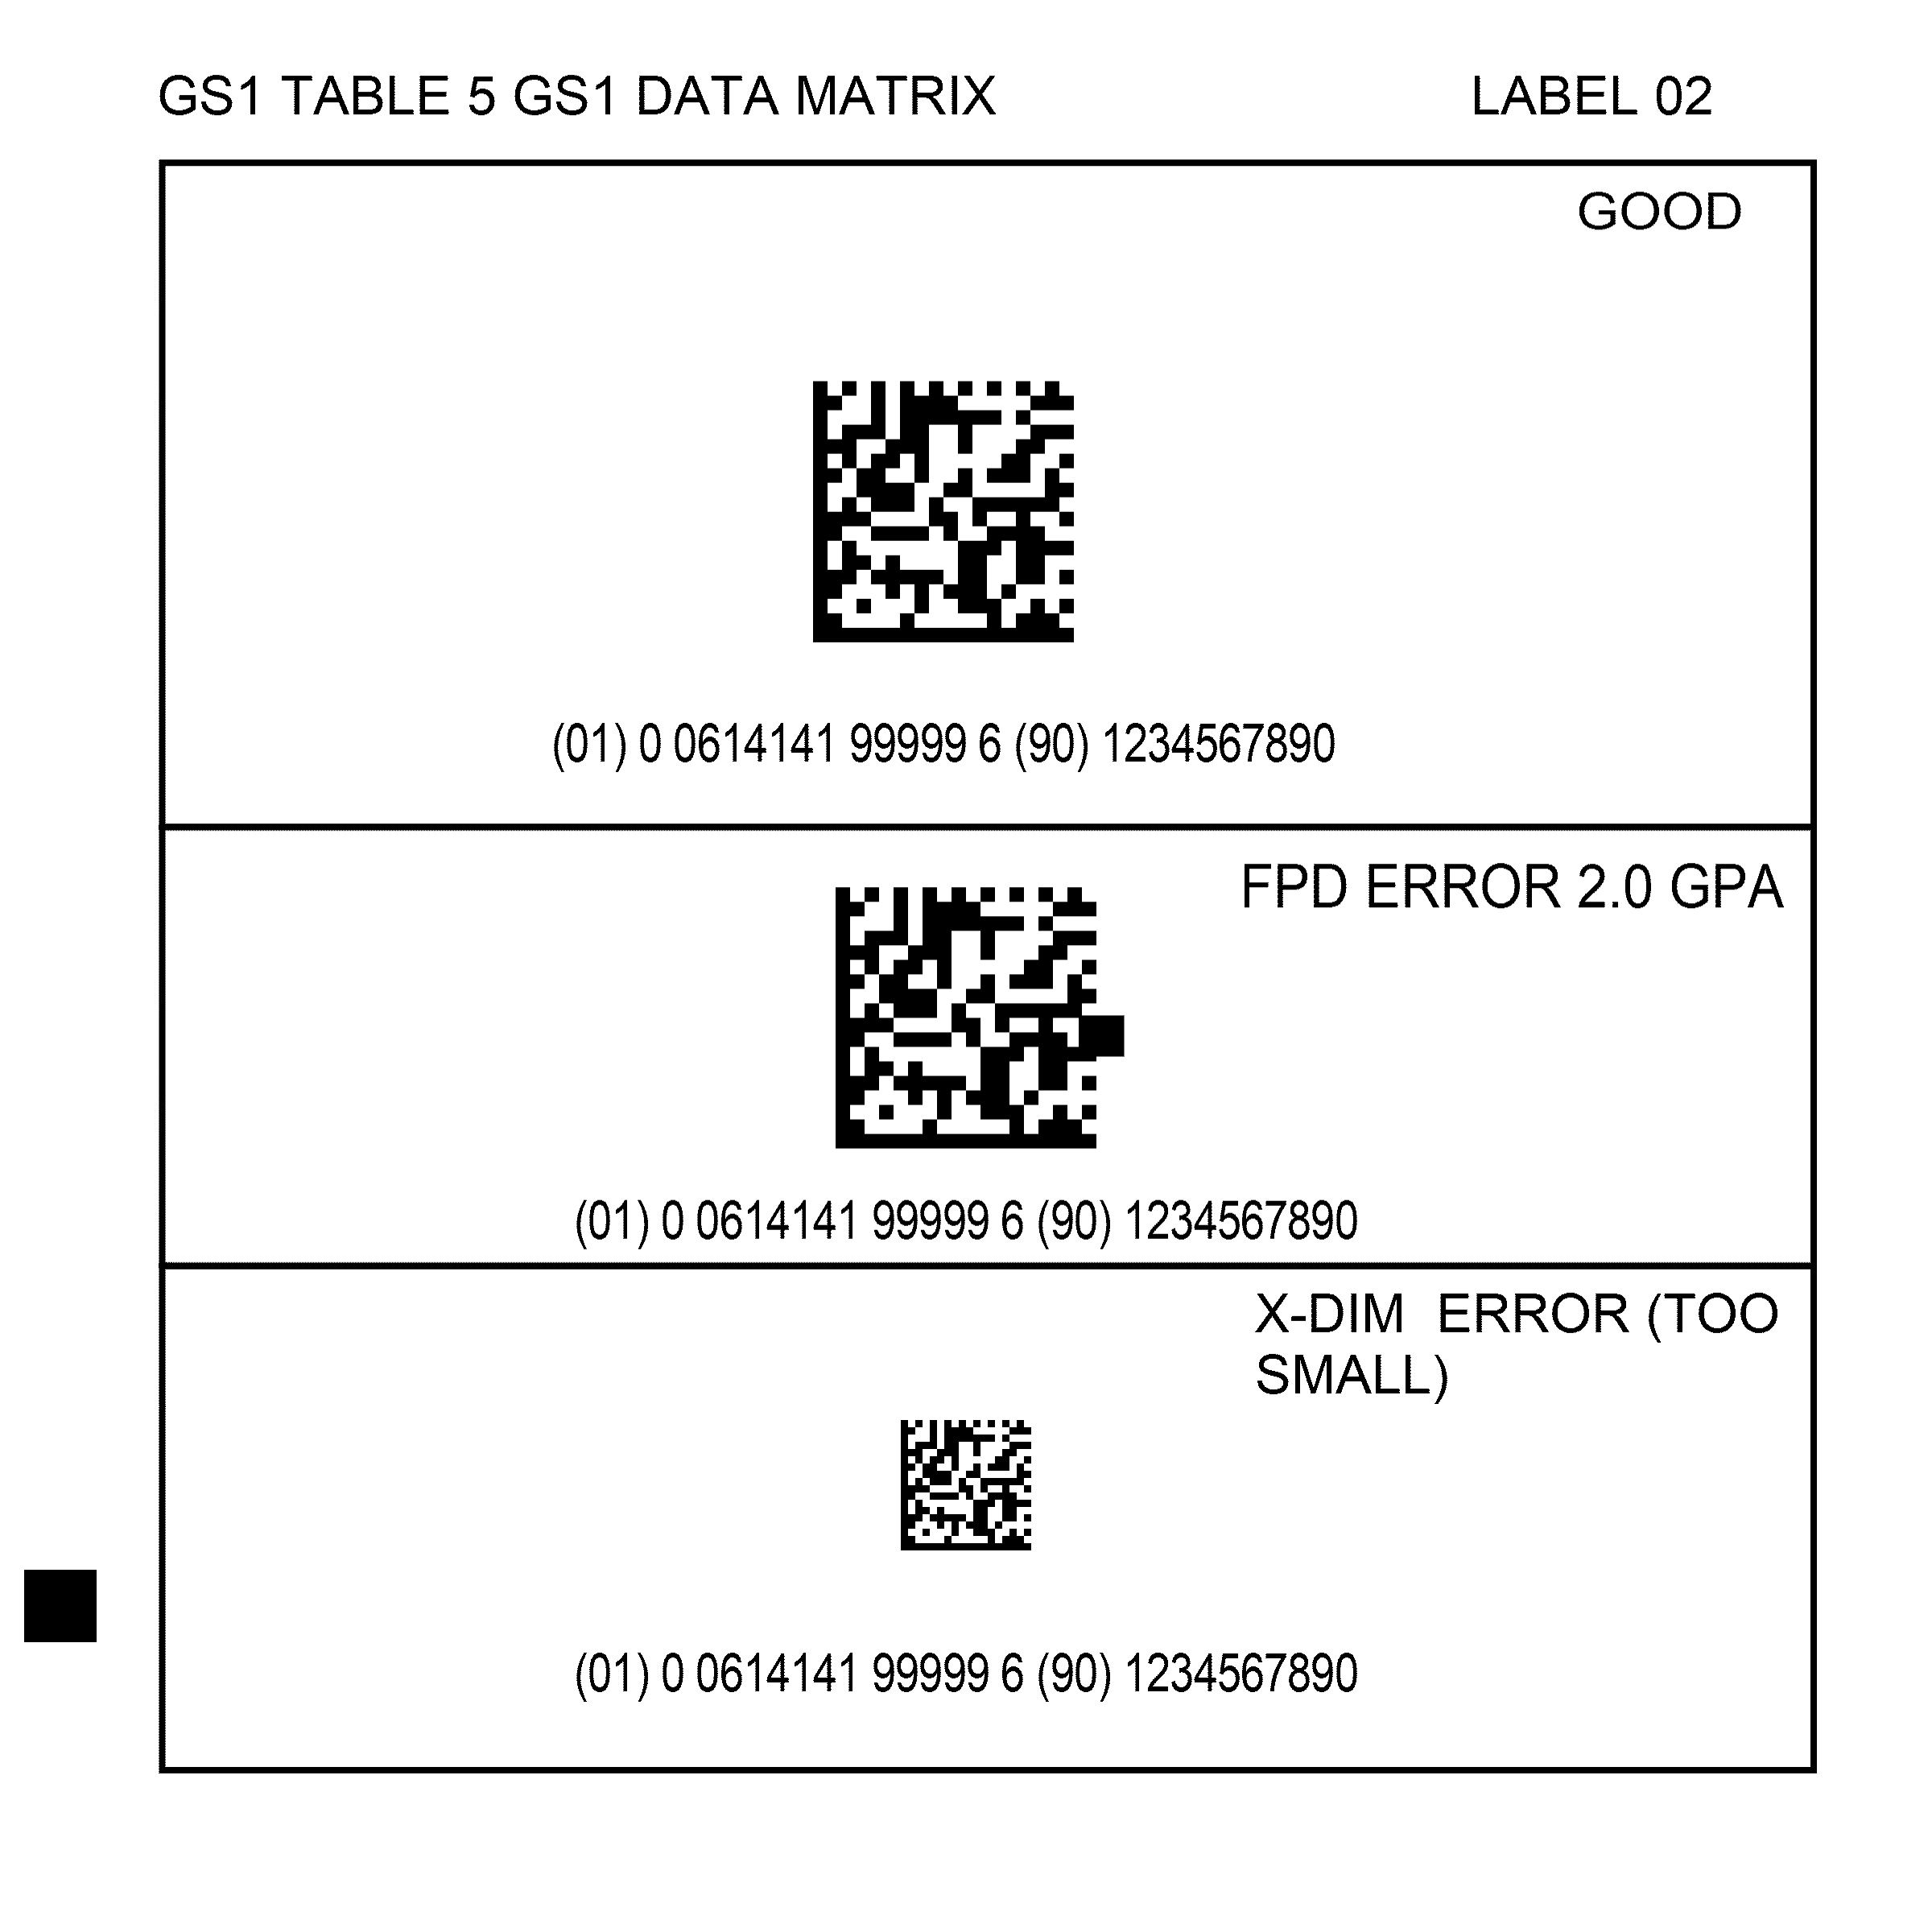 GS1 TABLE 5 GS1 DATA MATRIX LABEL 02
GOOD
(01) 0 0614141 99999 6 (90) 1234567890
FPD ERROR 2.0 GPA
(01) 0 0614141 99999 6 (90) 1234567890
X-DIM ERROR (TOO
SMALL)
(01) 0 0614141 99999 6 (90) 1234567890